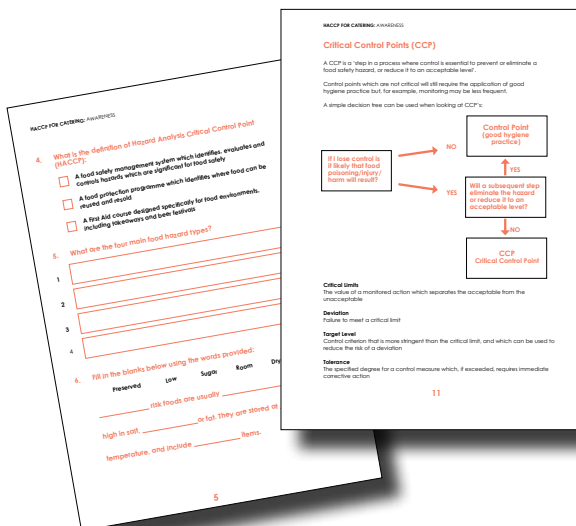 HACCP FOR CATERING: AWARENESS
4. What is the definition of Hazard Analysis Critical Control Point
(HACCP):
A food safety management system which identifies, evaluates and
controls hazards which are significant for food safety
A food protection programme which identifies where food can be
reused and resold
A First Aid course designed specifically for food environments,
including takeaways and beer festivals
5. What are the four main food hazard types?
1
2
3
4
6. Fill in the blanks below using the words provided:
Preserved Low Sugar Room Dry
__________ risk foods are usually __________
high in salt, __________ or fat. They are stored at
temperature, and include __________ items.
5
HACCP FOR CATERING: AWARENESS
Critical Control Points (CCP)
A CCP is a 'step in a process where control is essential to prevent or eliminate a
food safety hazard, or reduce it to an acceptable level'.
Control points which are not critical will still require the application of good
hygiene practice but, for example, monitoring may be less frequent.
A simple decision tree can be used when looking at CCP's:
If I lose control is
it likely that food
poisoning/injury/
harm will result?
NO
Control Point
(good hygiene
practice)
YES
YES
Will a subsequent step
eliminate the hazard
or reduce it to an
acceptable level?
NO
CCP
Critical Control Point
Critical Limits
The value of a monitored action which separates the acceptable from the
unacceptable
Deviation
Failure to meet a critical limit
Target Level
Control criterion that is more stringent than the critical limit, and which can be used to
reduce the risk of a deviation
Tolerance
The specified degree for a control measure which, if exceeded, requires immediate
corrective action
11